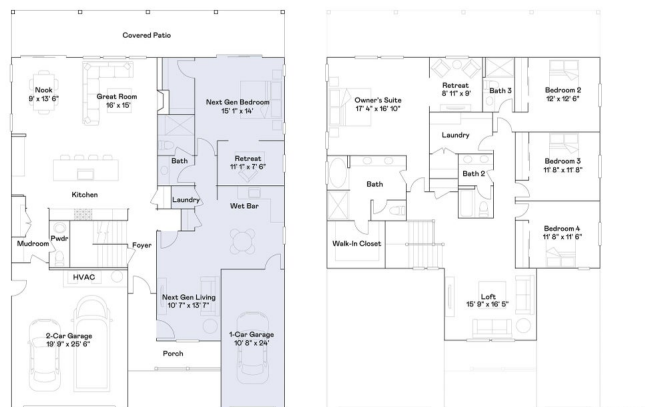 Covered Patio
Nook
9' x 13' 6"
Great Room
16' x 15'
Next Gen Bedroom
15' 1" x 14'
Bath
Retreat
11' 1" x 7' 6"
Kitchen
Laundry
Wet Bar
Mudroom
Pwdr
Foyer
HVAC
Next Gen Living
10' 7" x 13' 7"
2-Car Garage
19' 9" x 25' 6"
1-Car Garage
10' 8" x 24'
Porch
Owner's Suite
17' 4" x 16' 10"
Retreat
8' 11" x 9'
Bath 3
Bedroom 2
12' x 12' 6"
Laundry
Bedroom 3
11' 8" x 11' 8"
Bath
Bath 2
Walk-In Closet
Bedroom 4
11' 8" x 11' 6"
Loft
15' 9" x 16' 5"